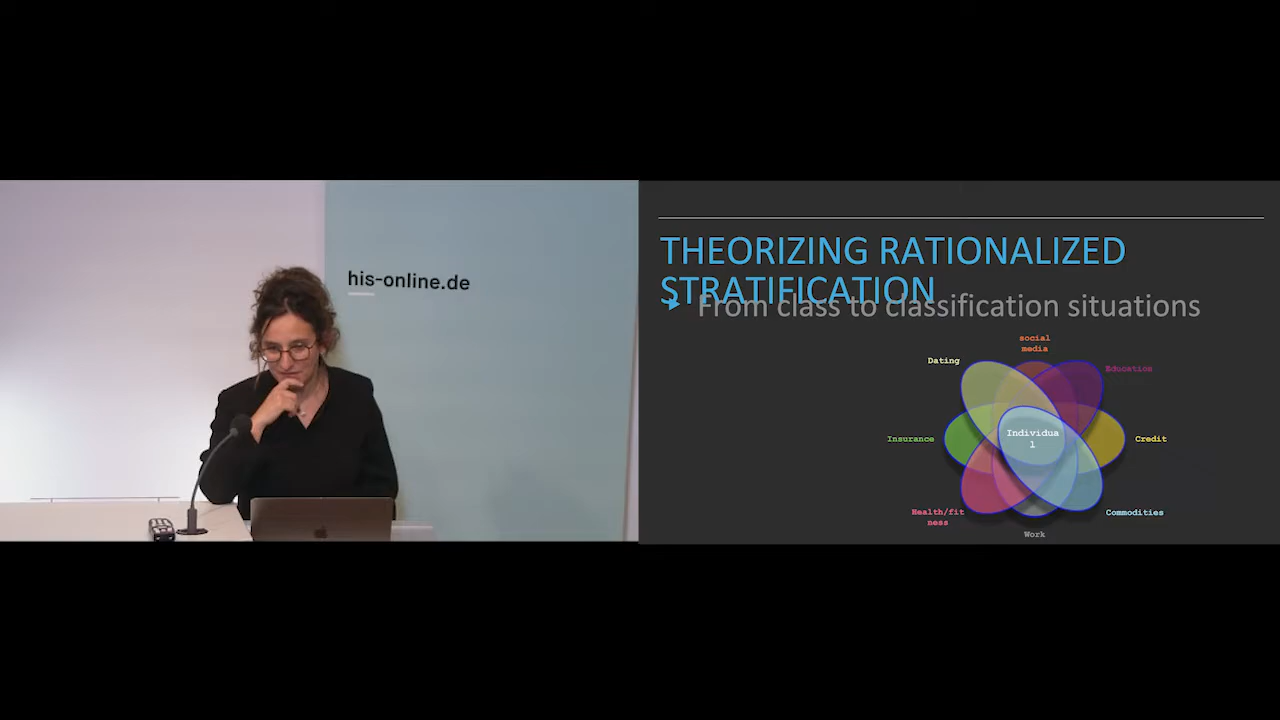 his-online.de
THEORIZING RATIONALIZED
STRATIFICATION
From class to classification situations
social
media
Dating
Education
Individua
l
Insurance
Credit
Health/fit
ness
Commodities
Work